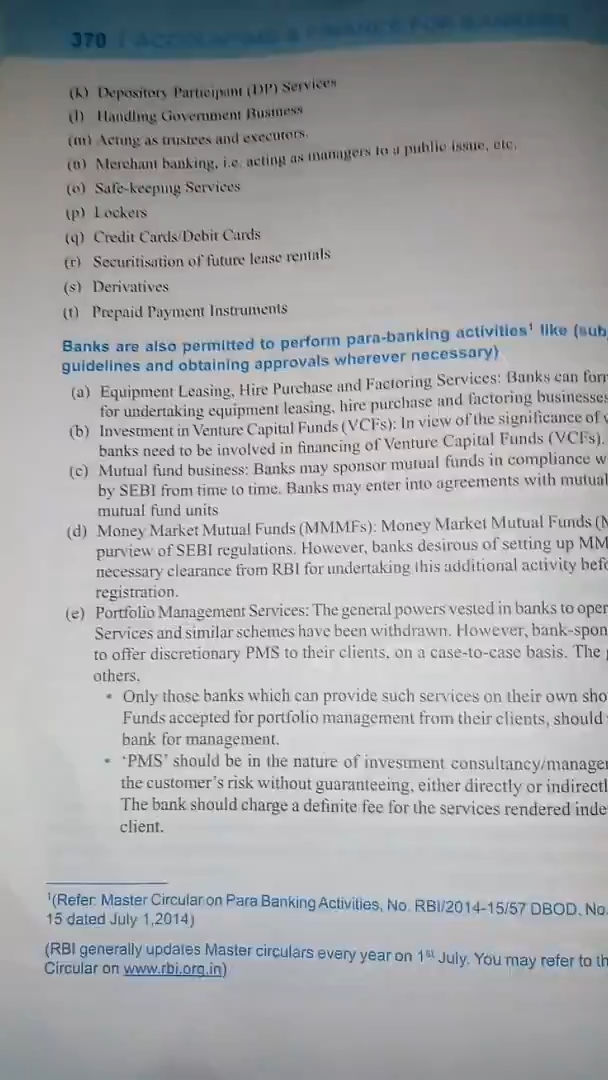 370 | ACCOUNTING & FINANCE FOR BANKERS
(k) Depository Participant (DP) Services
(l) Handling Government Business
(m) Acting as trustees and executors.
(n) Merchant banking, i.e. acting as managers to a public issue, etc.
(o) Safe-keeping Services
(p) Lockers
(q) Credit Cards/Debit Cards
(r) Securitisation of future lease rentals
(s) Derivatives
(t) Prepaid Payment Instruments
Banks are also permitted to perform para-banking activities¹ like (sub
guidelines and obtaining approvals wherever necessary)
(a) Equipment Leasing, Hire Purchase and Factoring Services: Banks can for
for undertaking equipment leasing, hire purchase and factoring businesses
(b) Investment in Venture Capital Funds (VCFs): In view of the significance of
banks need to be involved in financing of Venture Capital Funds (VCFs).
(c) Mutual fund business: Banks may sponsor mutual funds in compliance w
by SEBI from time to time. Banks may enter into agreements with mutual
mutual fund units
(d) Money Market Mutual Funds (MMMFs): Money Market Mutual Funds (M
purview of SEBI regulations. However, banks desirous of setting up MM
necessary clearance from RBI for undertaking this additional activity befo
registration.
(e) Portfolio Management Services: The general powers vested in banks to oper
Services and similar schemes have been withdrawn. However, bank-spon
to offer discretionary PMS to their clients, on a case-to-case basis. The
others,
• Only those banks which can provide such services on their own sho
Funds accepted for portfolio management from their clients, should
bank for management.
• ‘PMS’ should be in the nature of investment consultancy/manage
the customer’s risk without guaranteeing, either directly or indirectl
The bank should charge a definite fee for the services rendered inde
client.
¹(Refer: Master Circular on Para Banking Activities, No. RBI/2014-15/57 DBOD. No.
15 dated July 1,2014)
(RBI generally updates Master circulars every year on 1st July. You may refer to th
Circular on www.rbi.org.in)